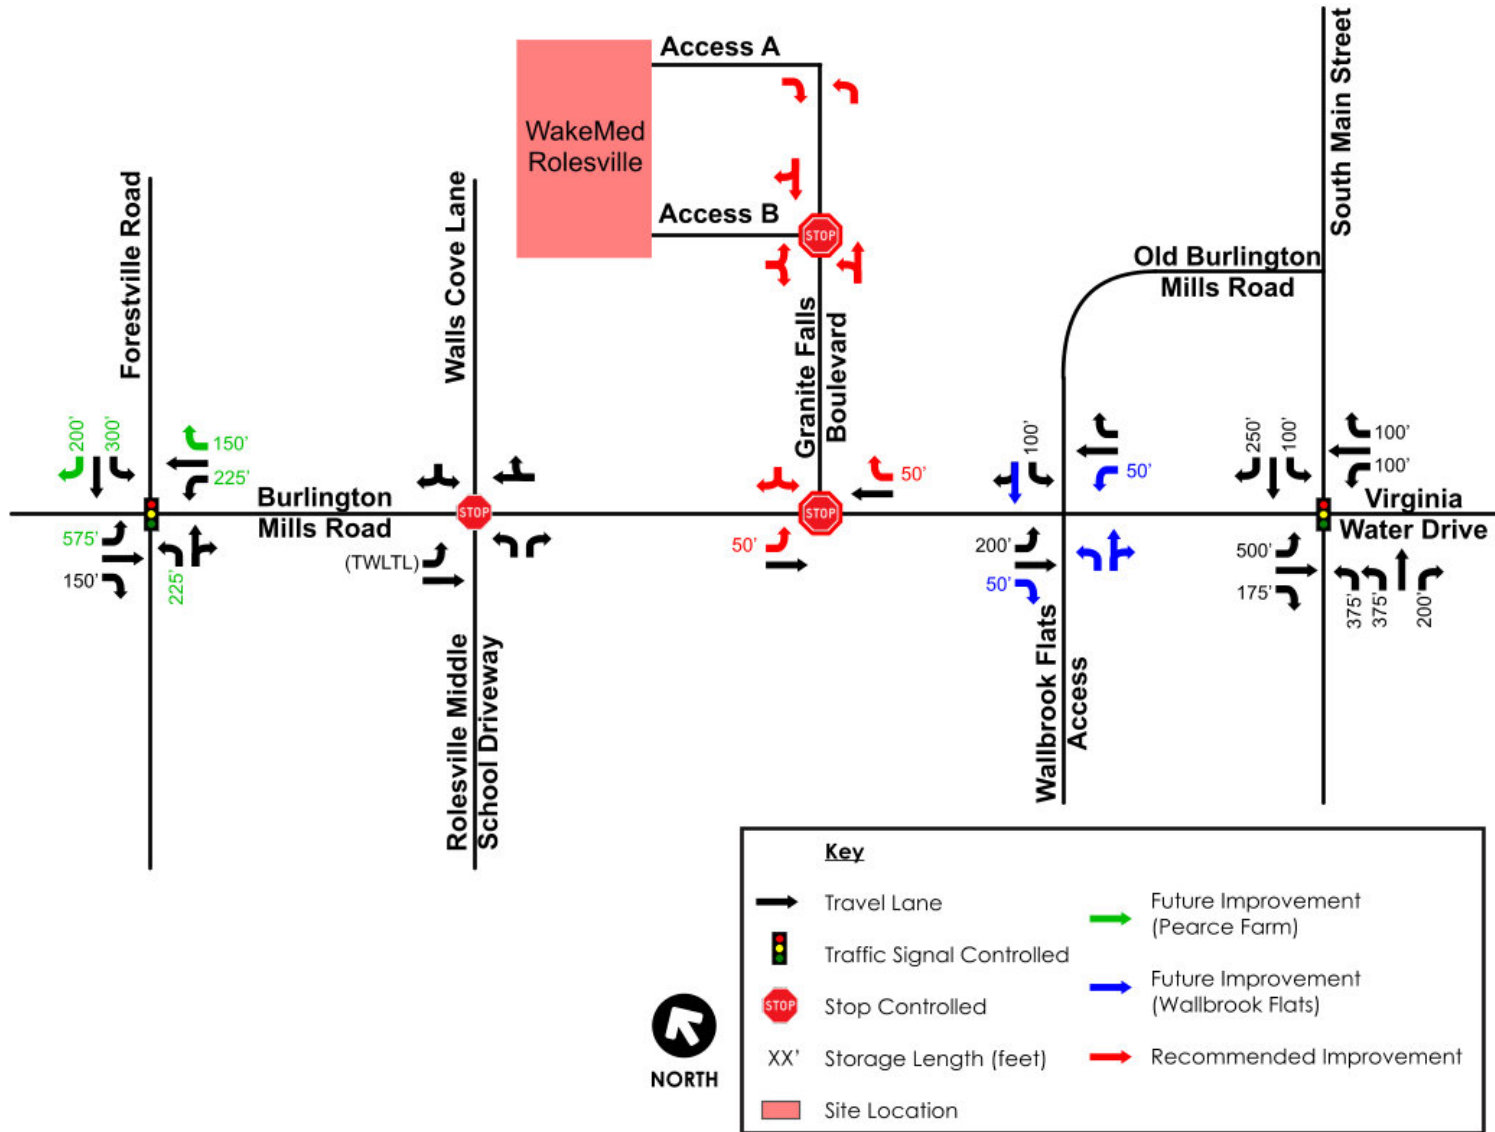 Access A
WakeMed
Rolesville
Access B
STOP
Forestville Road
Walls Cove Lane
Granite Falls
Boulevard
Old Burlington
Mills Road
South Main Street
200'
300'
150'
225'
Burlington
Mills Road
575'
150'
225'
STOP
(TWLTL)
Rolesville Middle
School Driveway
50'
STOP
50'
100'
50'
200'
50'
Wallbrook Flats
Access
250'
100'
100'
100'
Virginia
Water Drive
500'
175'
375'
375'
200'
NORTH
Key
Travel Lane
Traffic Signal Controlled
STOP
Stop Controlled
XX'
Storage Length (feet)
Site Location
Future Improvement
(Pearce Farm)
Future Improvement
(Wallbrook Flats)
Recommended Improvement